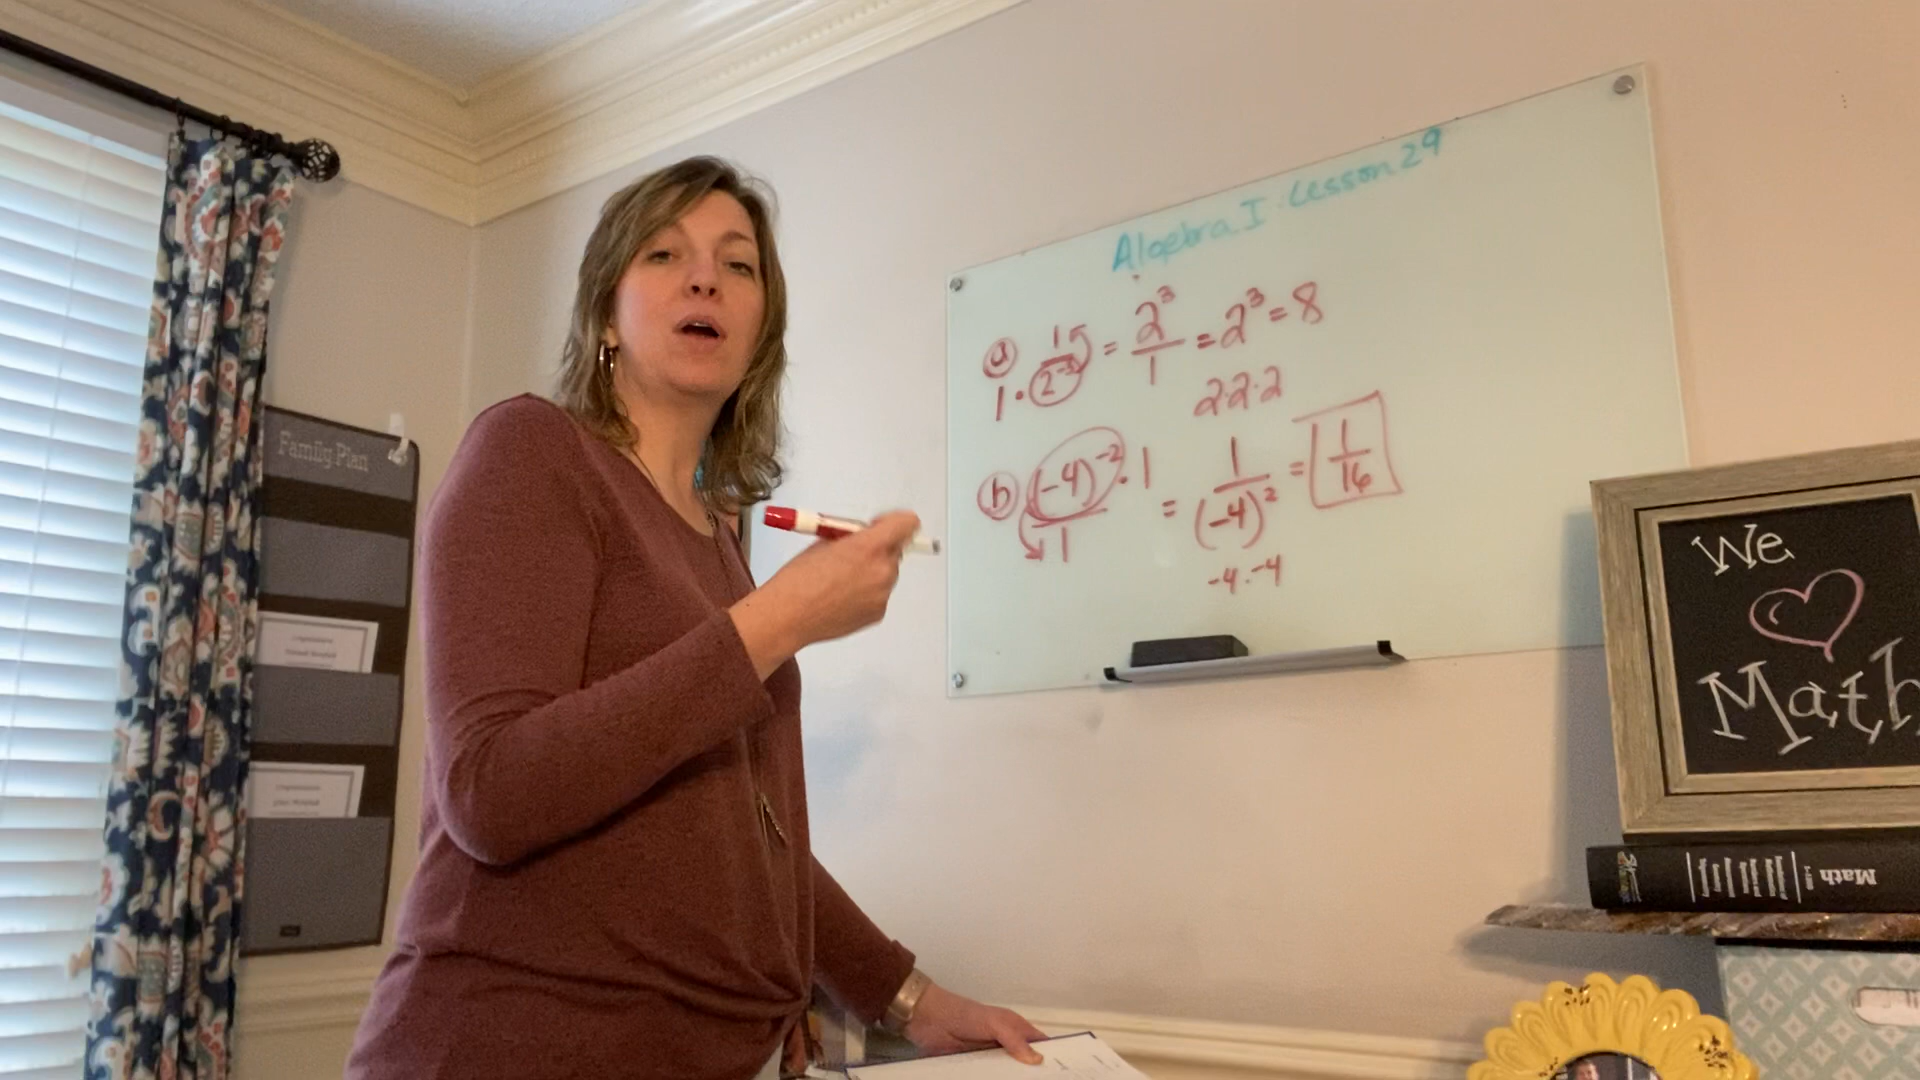 Family Plan
Algebra I Lesson 29
a 1 · 1/2⁻³ = 2³/1 = 2³ = 8
2·2·2
b (-4)⁻²/1 · 1 = 1/(-4)² = 1/16
-4 · -4
We ♡
Math
Math